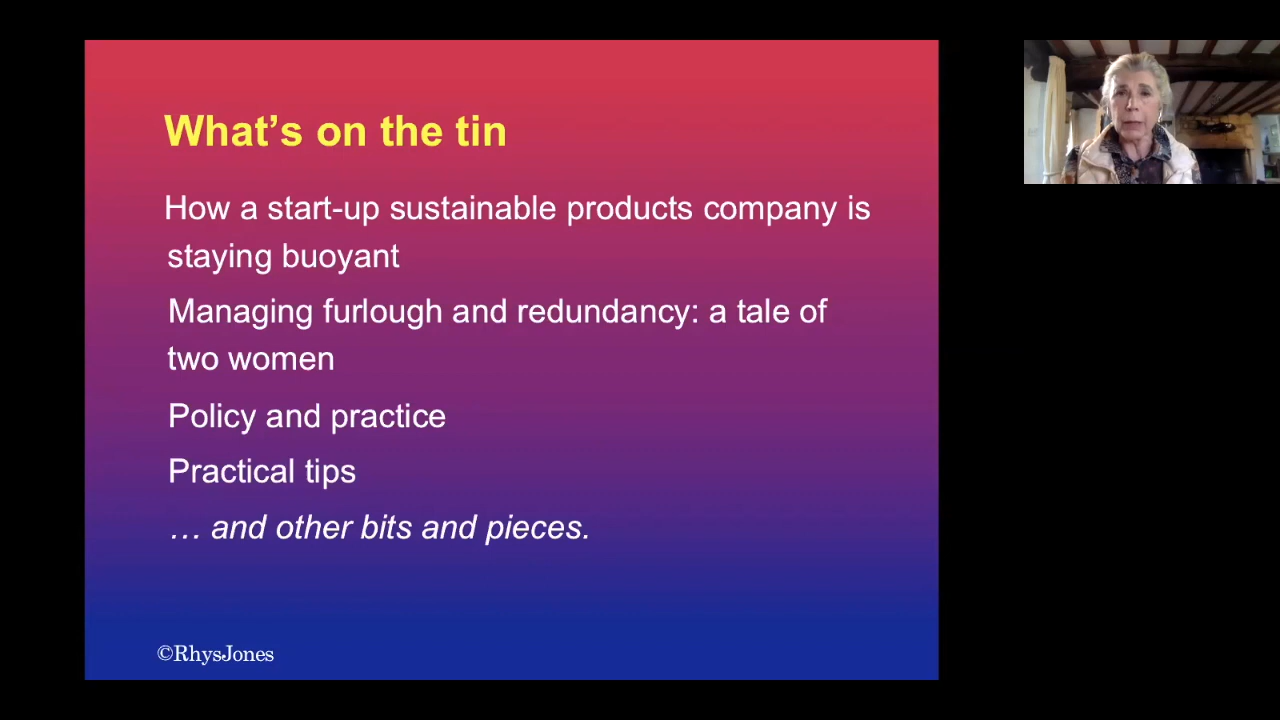 What’s on the tin
How a start-up sustainable products company is
staying buoyant
Managing furlough and redundancy: a tale of
two women
Policy and practice
Practical tips
… and other bits and pieces.
©RhysJones